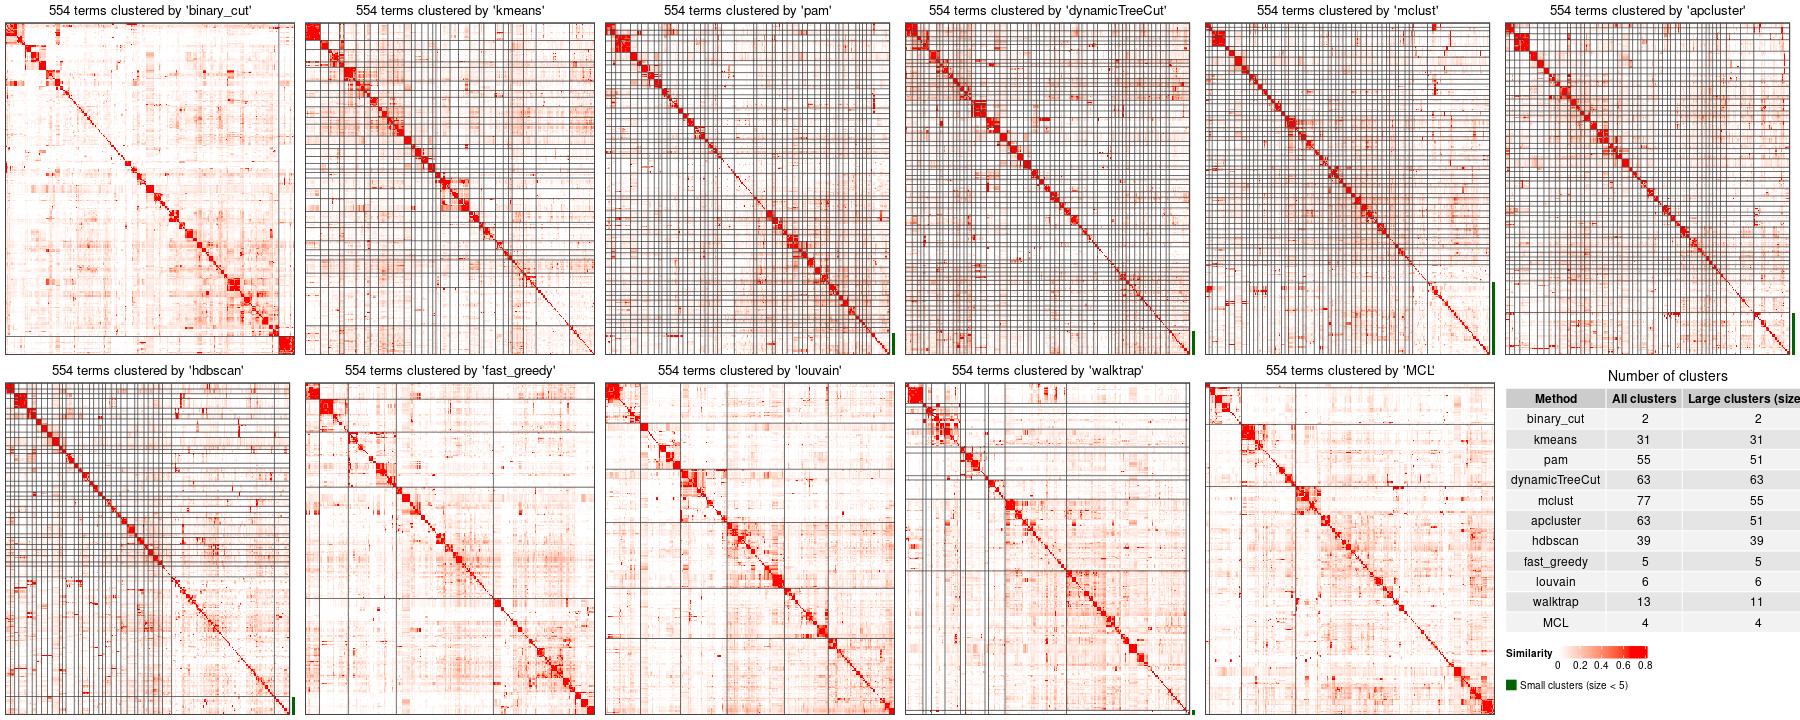 554 terms clustered by 'binary_cut'
554 terms clustered by 'kmeans'
554 terms clustered by 'pam'
554 terms clustered by 'dynamicTreeCut'
554 terms clustered by 'mclust'
554 terms clustered by 'apcluster'
554 terms clustered by 'hdbscan'
554 terms clustered by 'fast_greedy'
554 terms clustered by 'louvain'
554 terms clustered by 'walktrap'
554 terms clustered by 'MCL'
Number of clusters
Method All clusters Large clusters (size
binary_cut 2 2
kmeans 31 31
pam 55 51
dynamicTreeCut 63 63
mclust 77 55
apcluster 63 51
hdbscan 39 39
fast_greedy 5 5
louvain 6 6
walktrap 13 11
MCL 4 4
Similarity
0 0.2 0.4 0.6 0.8
Small clusters (size < 5)